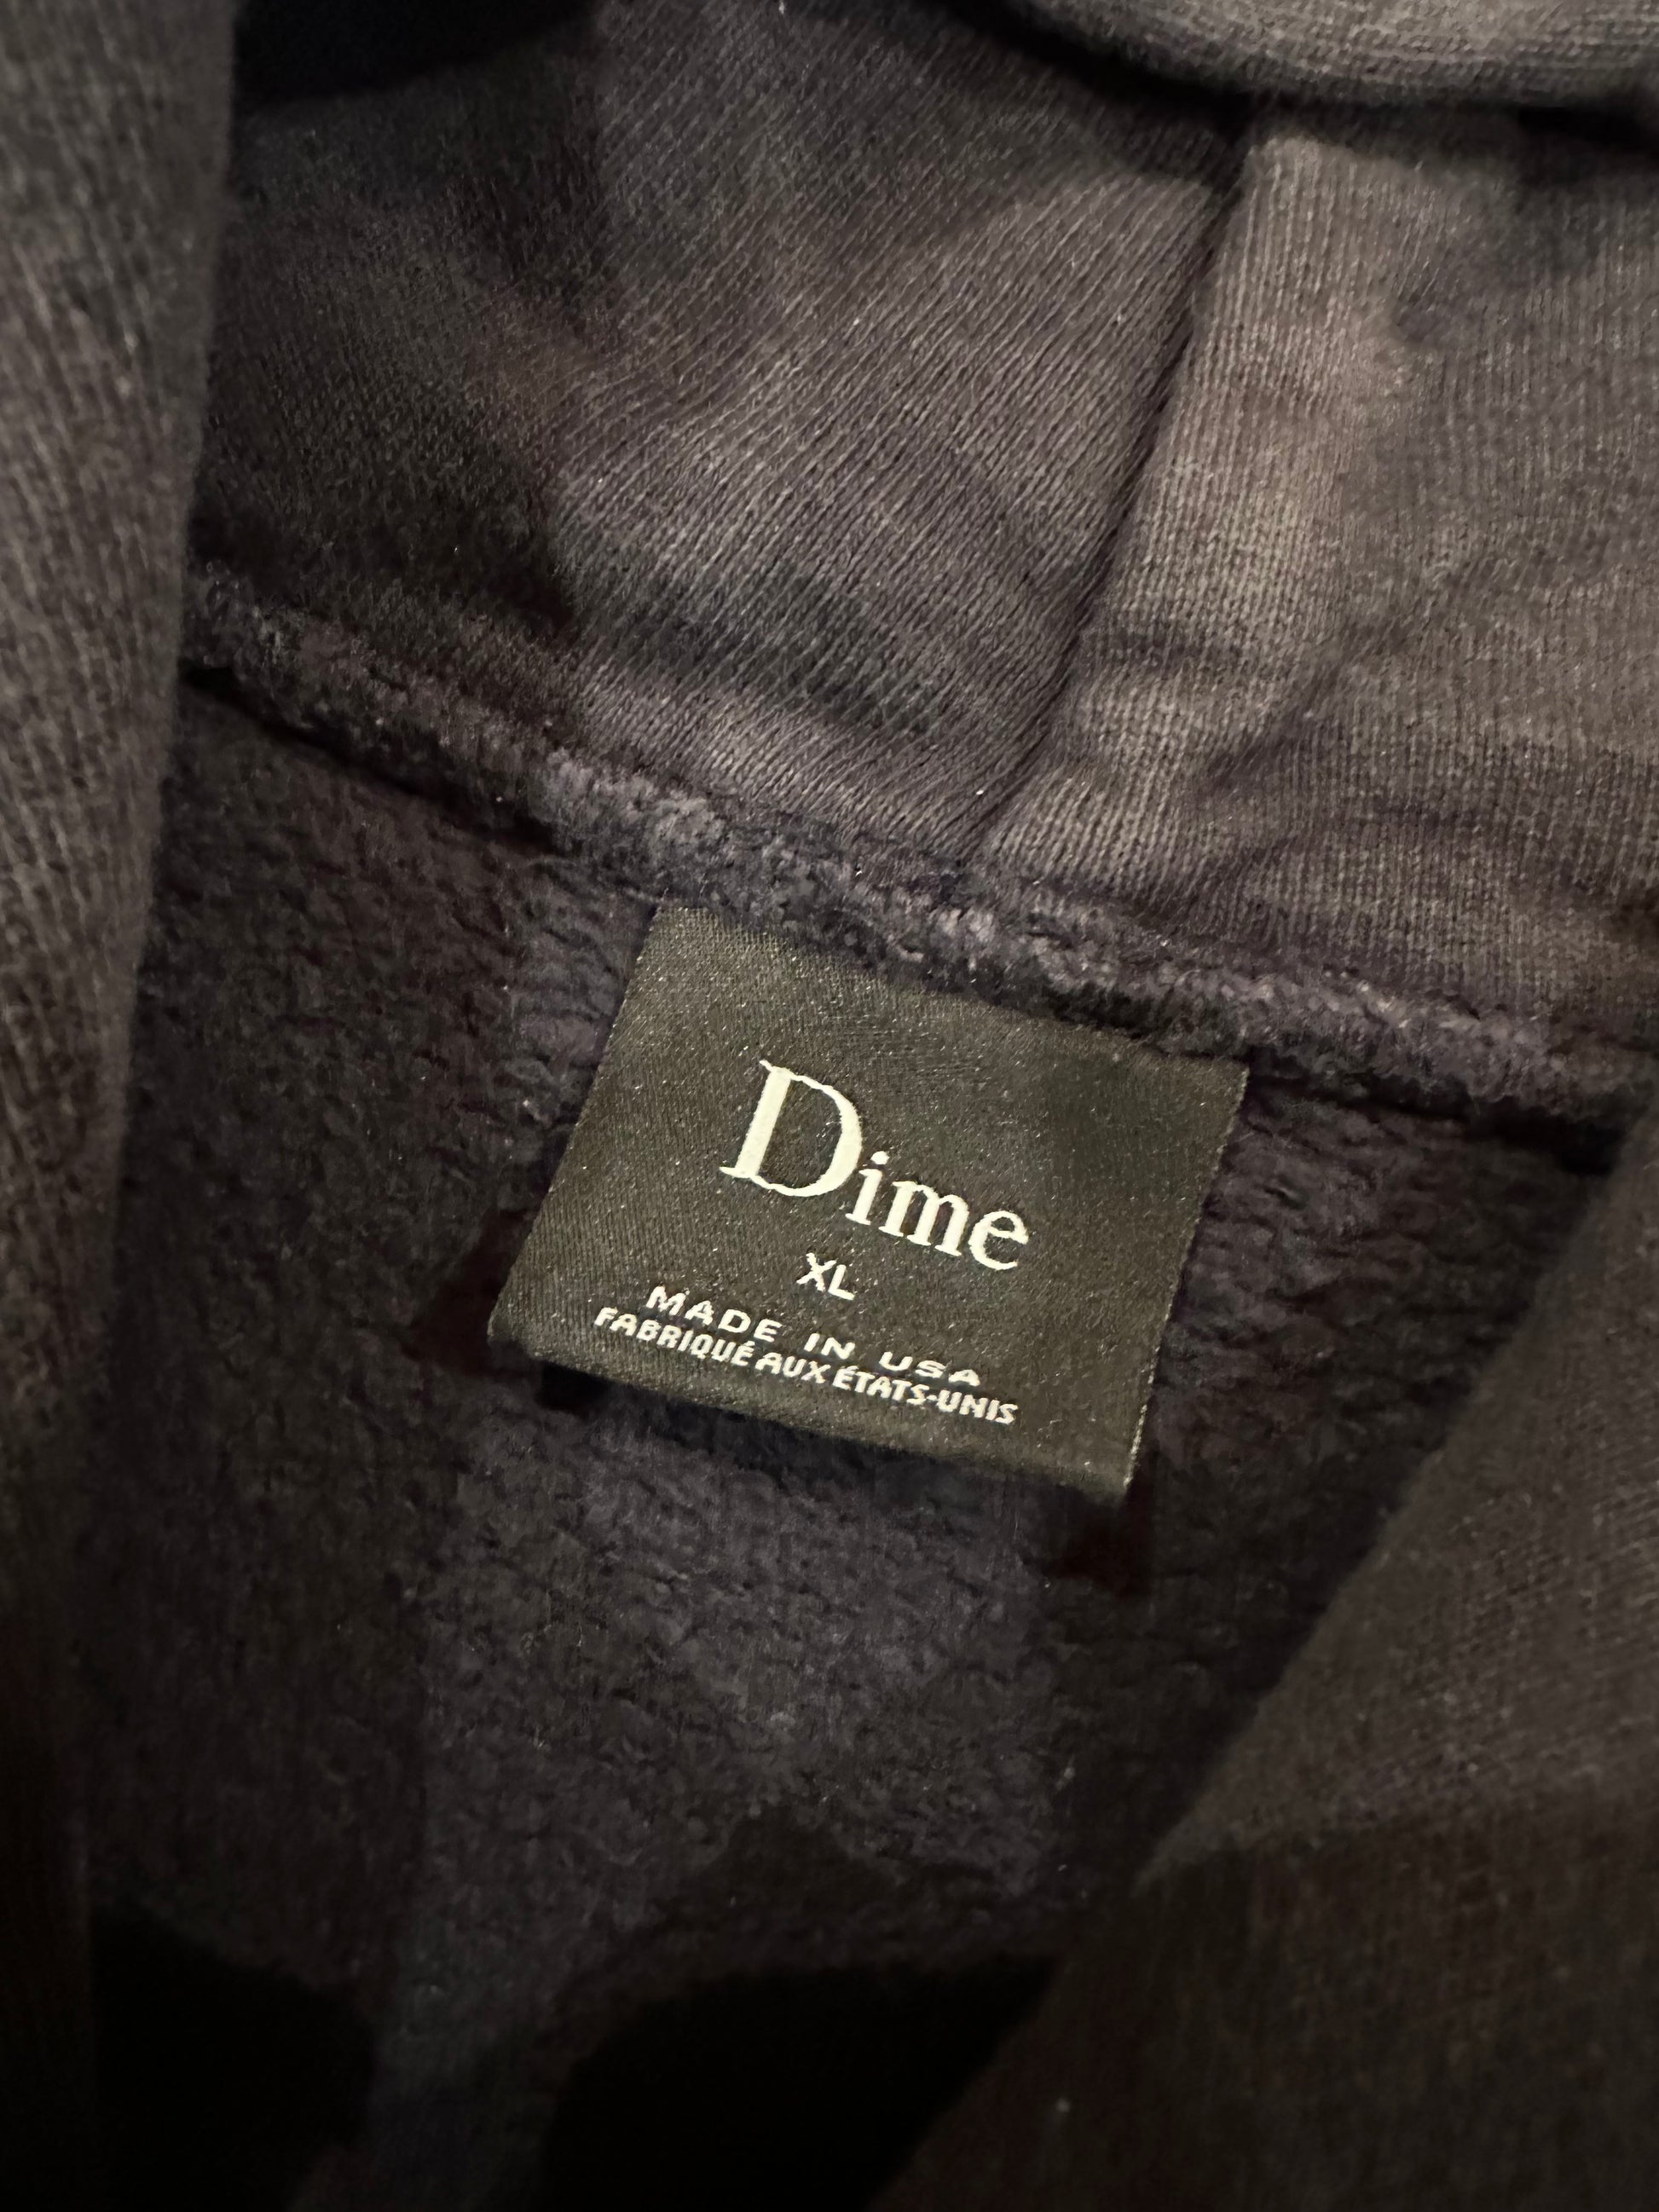 Dime
XL
MADE IN USA
FABRIQUÉ AUX ÉTATS-UNIS